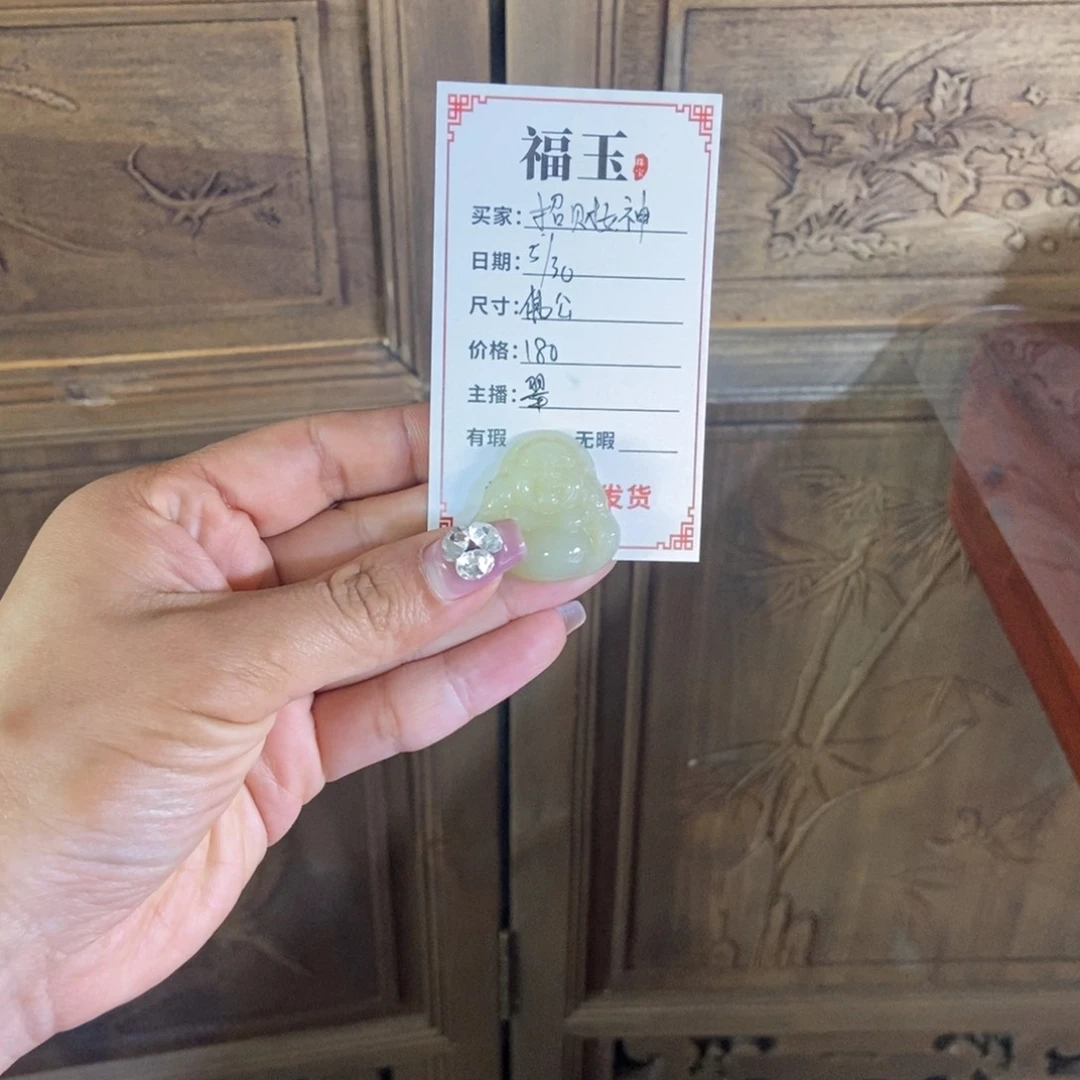 福玉
买家:招财女神
日期:5/30
尺寸:佛公
价格:180
主播:翠
有瑕 无暇
发货